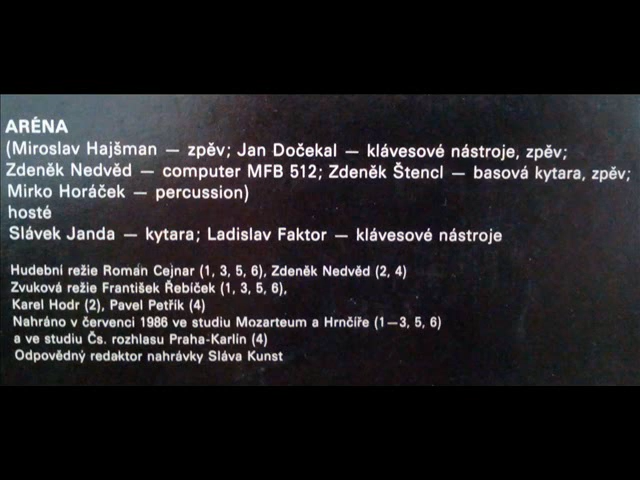 ARÉNA
(Miroslav Hajšman — zpěv; Jan Dočekal — klávesové nástroje, zpěv;
Zdeněk Nedvěd — computer MFB 512; Zdeněk Štencl — basová kytara, zpěv;
Mirko Horáček — percussion)
hosté
Slávek Janda — kytara; Ladislav Faktor — klávesové nástroje
Hudební režie Roman Cejnar (1, 3, 5, 6), Zdeněk Nedvěd (2, 4)
Zvuková režie František Řebíček (1, 3, 5, 6),
Karel Hodr (2), Pavel Petřík (4)
Nahráno v červenci 1986 ve studiu Mozarteum a Hrnčíře (1—3, 5, 6)
a ve studiu Čs. rozhlasu Praha-Karlín (4)
Odpovědný redaktor nahrávky Sláva Kunst